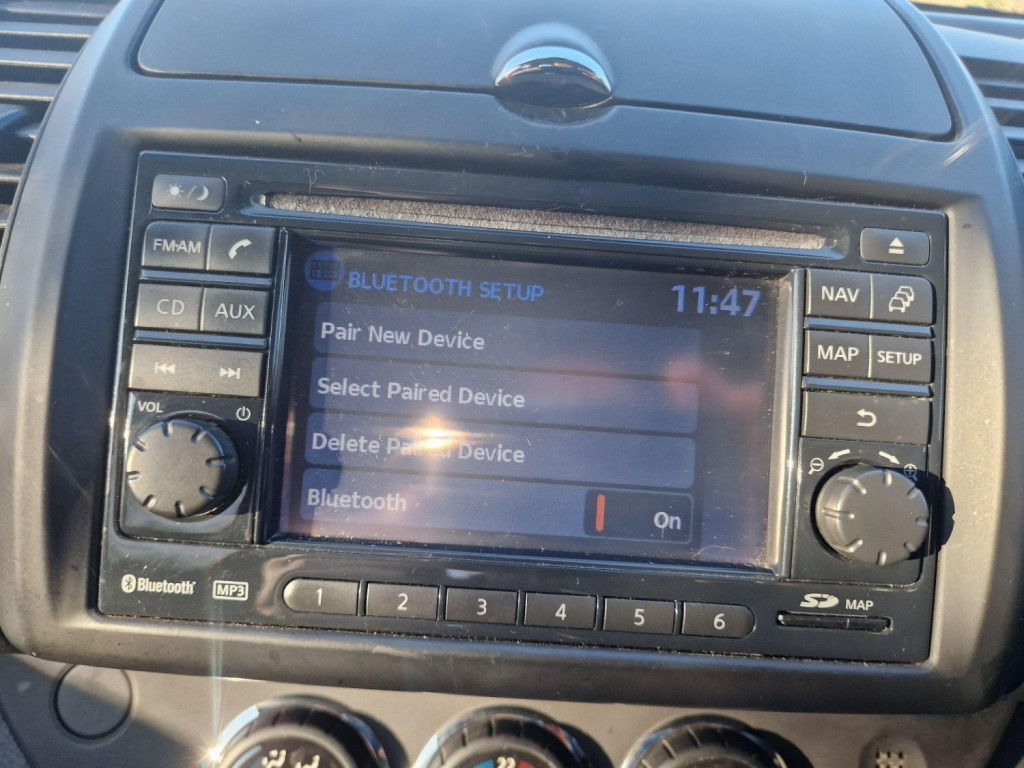 FM•AM
CD AUX
VOL
BLUETOOTH SETUP 11:47
Pair New Device
Select Paired Device
Delete Paired Device
Bluetooth On
NAV
MAP SETUP
Bluetooth MP3
1 2 3 4 5 6
SD MAP
22